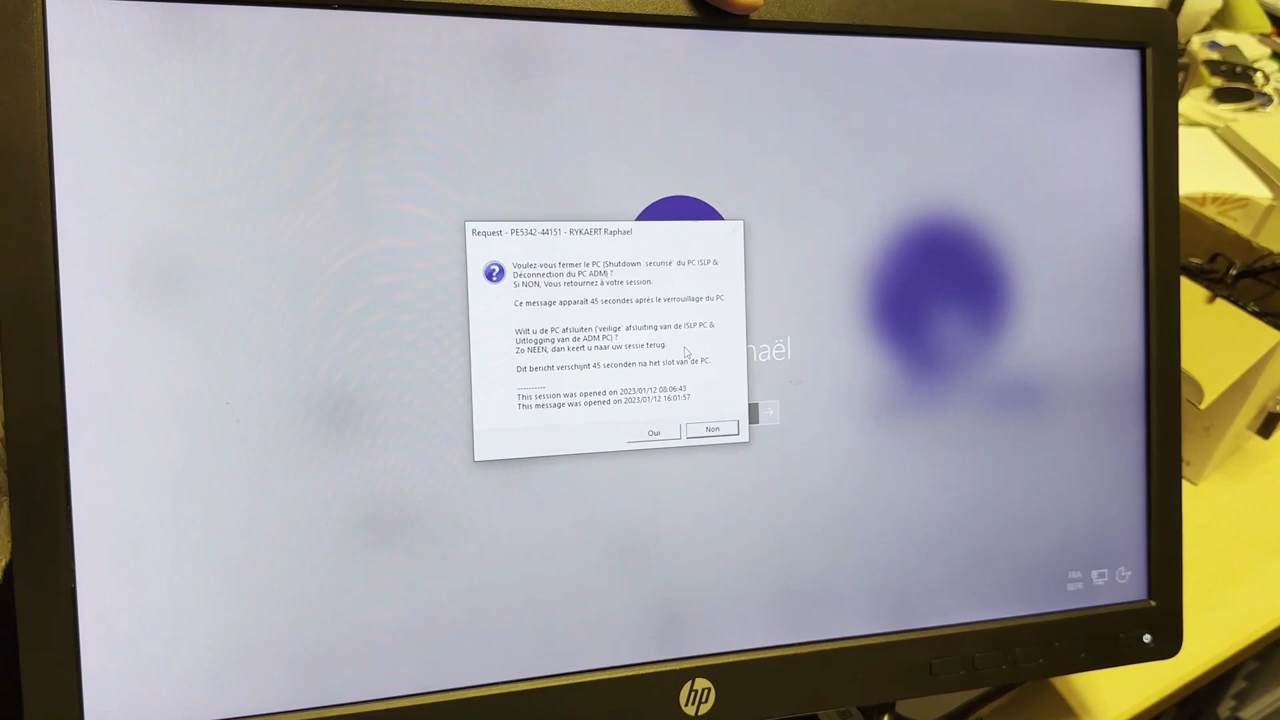 Request - PE5342-44151 - RYKAERT Raphael
Voulez-vous fermer le PC (Shutdown 'securisé' du PC ISLP &
Déconnection du PC ADM) ?
Si NON, Vous retournez à votre session.
Ce message apparaît 45 secondes après le verrouillage du PC.
Wilt u de PC afsluiten ('veilige' afsluiting van de ISLP PC &
Uitlogging van de ADM PC) ?
Zo NEEN, dan keert u naar uw sessie terug.
Dit bericht verschijnt 45 seconden na het slot van de PC.
----------
This session was opened on 2023/01/12 08:06:43
This message was opened on 2023/01/12 16:01:57
Oui
Non
haël
FRA
hp